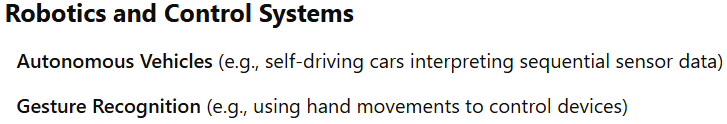 Robotics and Control Systems
Autonomous Vehicles (e.g., self-driving cars interpreting sequential sensor data)
Gesture Recognition (e.g., using hand movements to control devices)